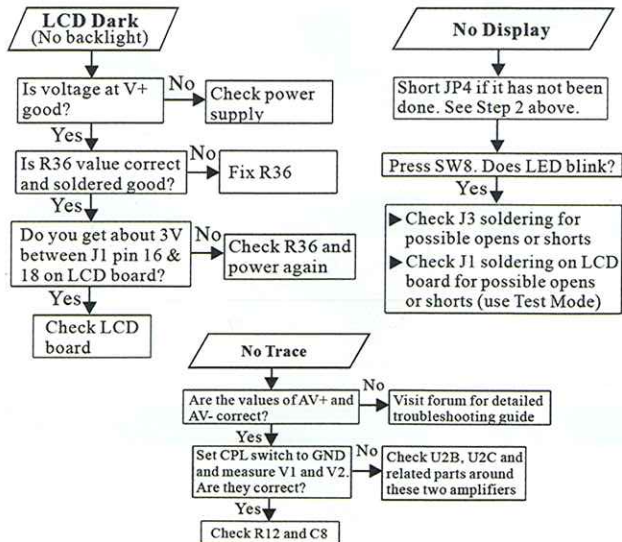 LCD Dark
(No backlight)
Is voltage at V+
good?
No
Check power
supply
Yes
Is R36 value correct
and soldered good?
No
Fix R36
Yes
Do you get about 3V
between J1 pin 16 &
18 on LCD board?
No
Check R36 and
power again
Yes
Check LCD
board
No Display
Short JP4 if it has not been
done. See Step 2 above.
Press SW8. Does LED blink?
Yes
▶ Check J3 soldering for
possible opens or shorts
▶ Check J1 soldering on LCD
board for possible opens
or shorts (use Test Mode)
No Trace
Are the values of AV+ and
AV- correct?
No
Visit forum for detailed
troubleshooting guide
Yes
Set CPL switch to GND
and measure V1 and V2.
Are they correct?
No
Check U2B, U2C and
related parts around
these two amplifiers
Yes
Check R12 and C8